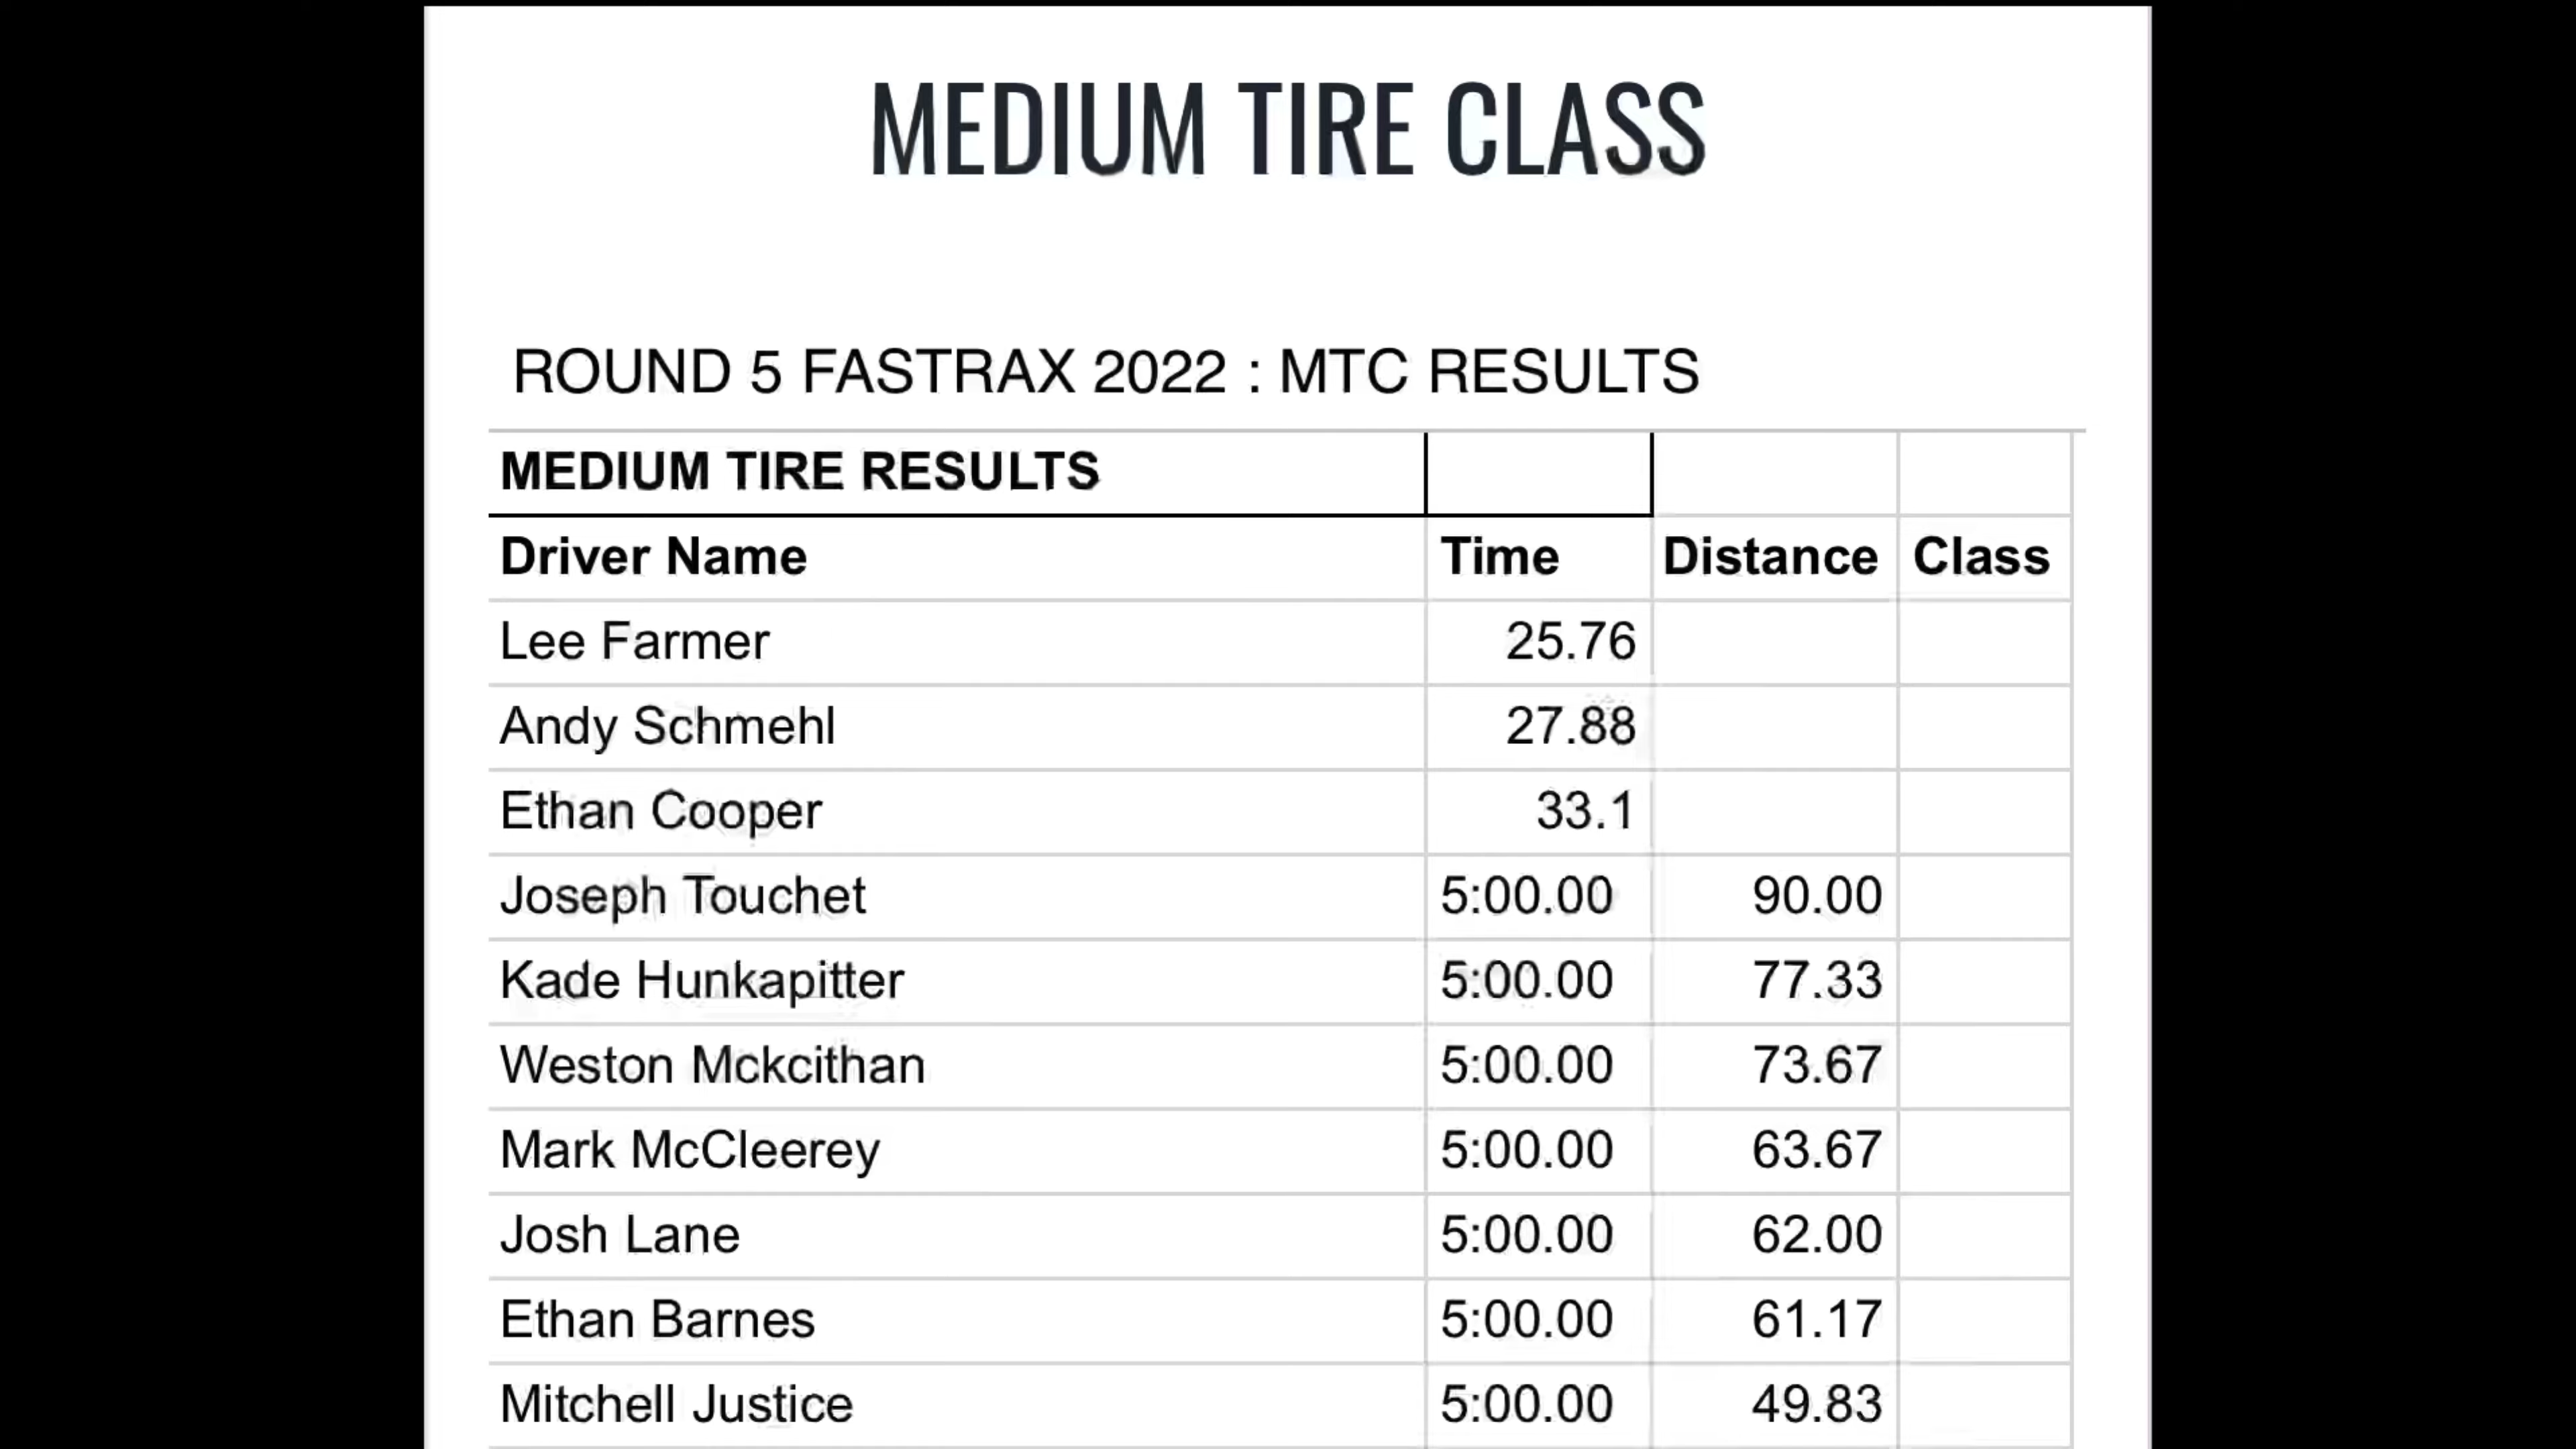 MEDIUM TIRE CLASS
ROUND 5 FASTRAX 2022 : MTC RESULTS
MEDIUM TIRE RESULTS
Driver Name Time Distance Class
Lee Farmer 25.76
Andy Schmehl 27.88
Ethan Cooper 33.1
Joseph Touchet 5:00.00 90.00
Kade Hunkapitter 5:00.00 77.33
Weston Mckcithan 5:00.00 73.67
Mark McCleerey 5:00.00 63.67
Josh Lane 5:00.00 62.00
Ethan Barnes 5:00.00 61.17
Mitchell Justice 5:00.00 49.83